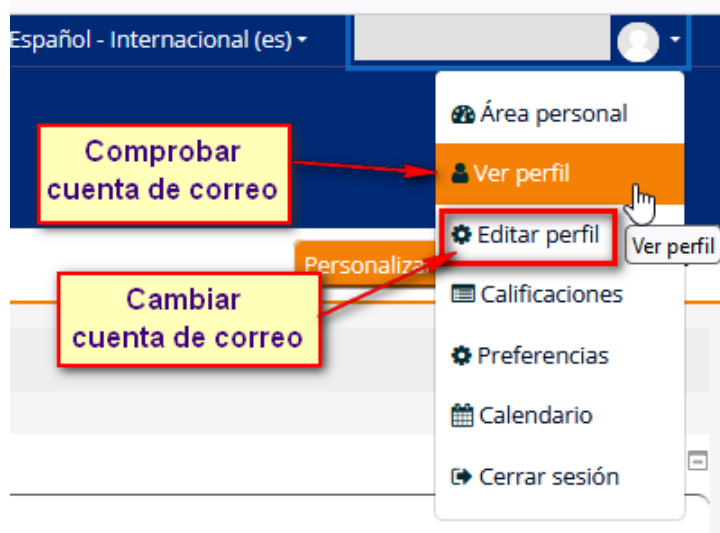 Español - Internacional (es)
Área personal
Comprobar
cuenta de correo
Ver perfil
Editar perfil
Ver perfil
Personaliza
Cambiar
cuenta de correo
Calificaciones
Preferencias
Calendario
Cerrar sesión